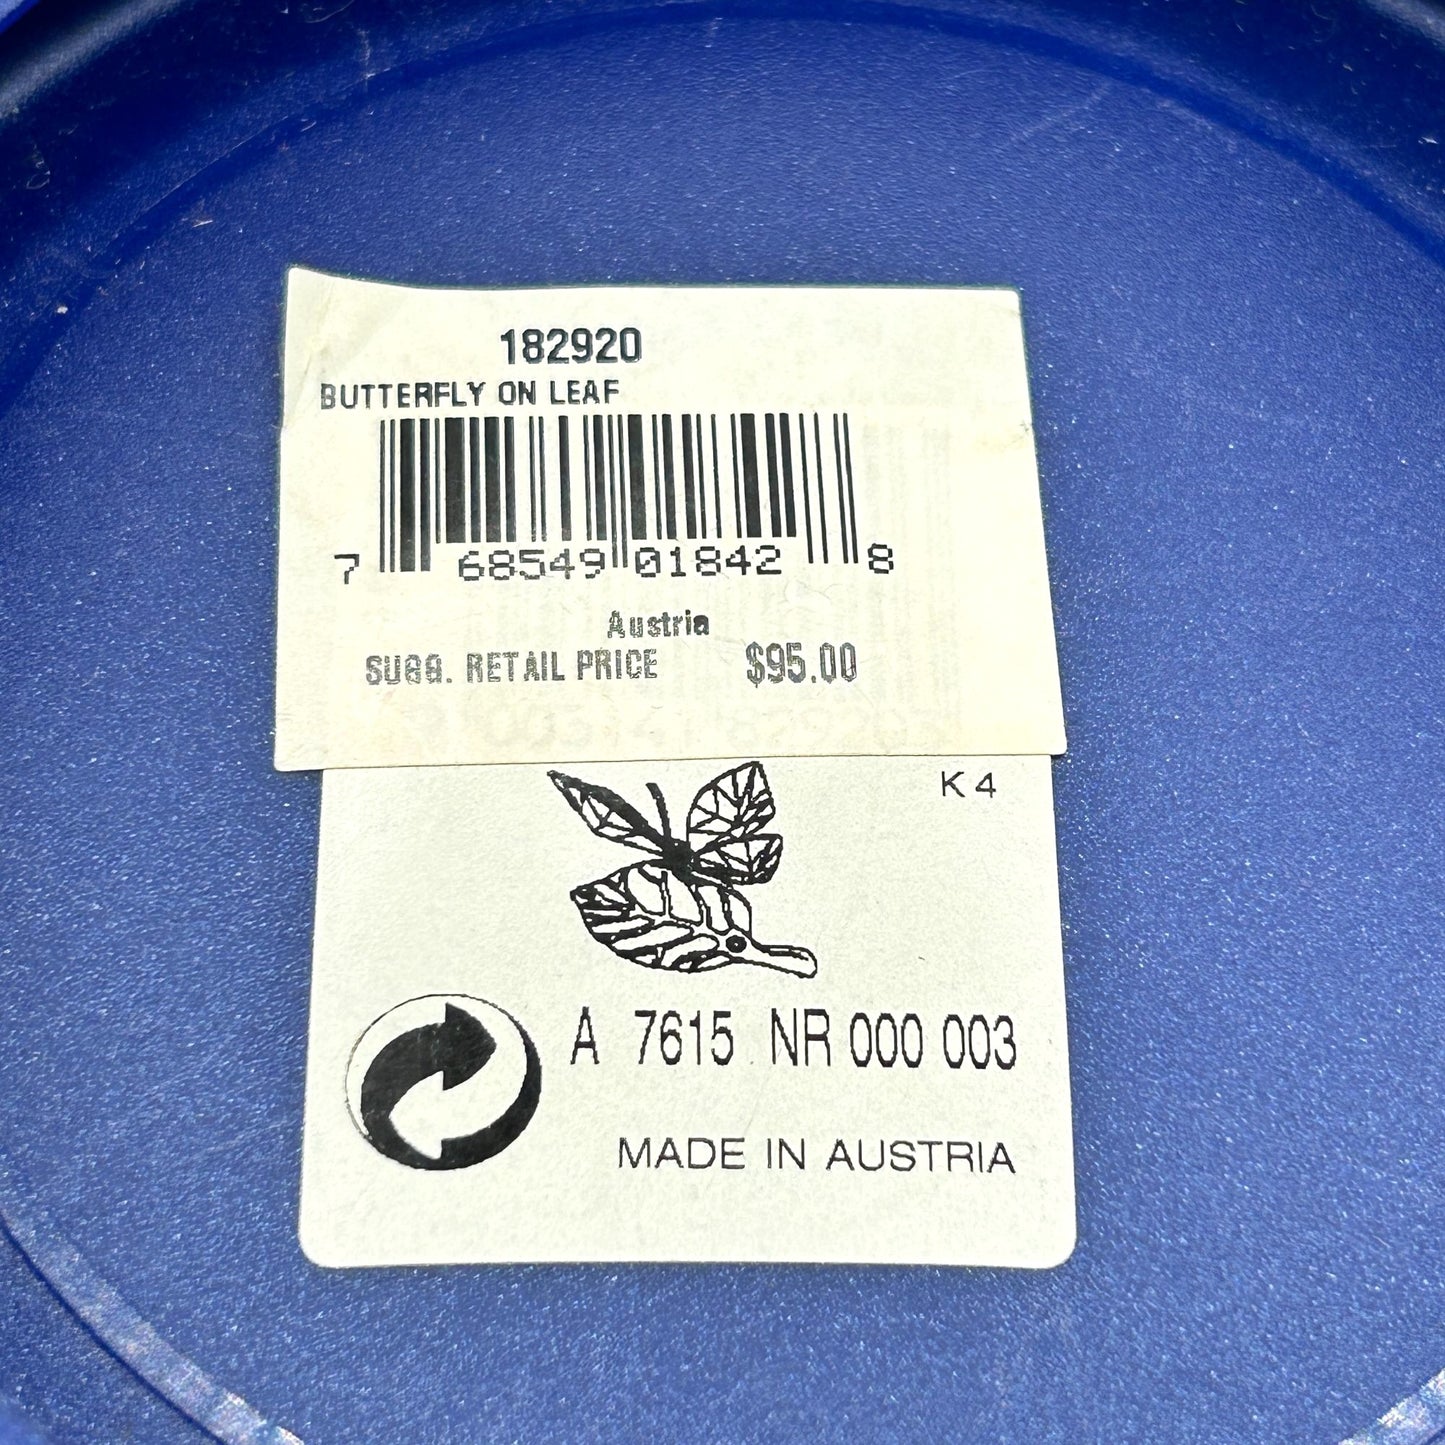 182920
BUTTERFLY ON LEAF
7 68549 01842 8
Austria
SUGG. RETAIL PRICE $95.00
K 4
A 7615 NR 000 003
MADE IN AUSTRIA